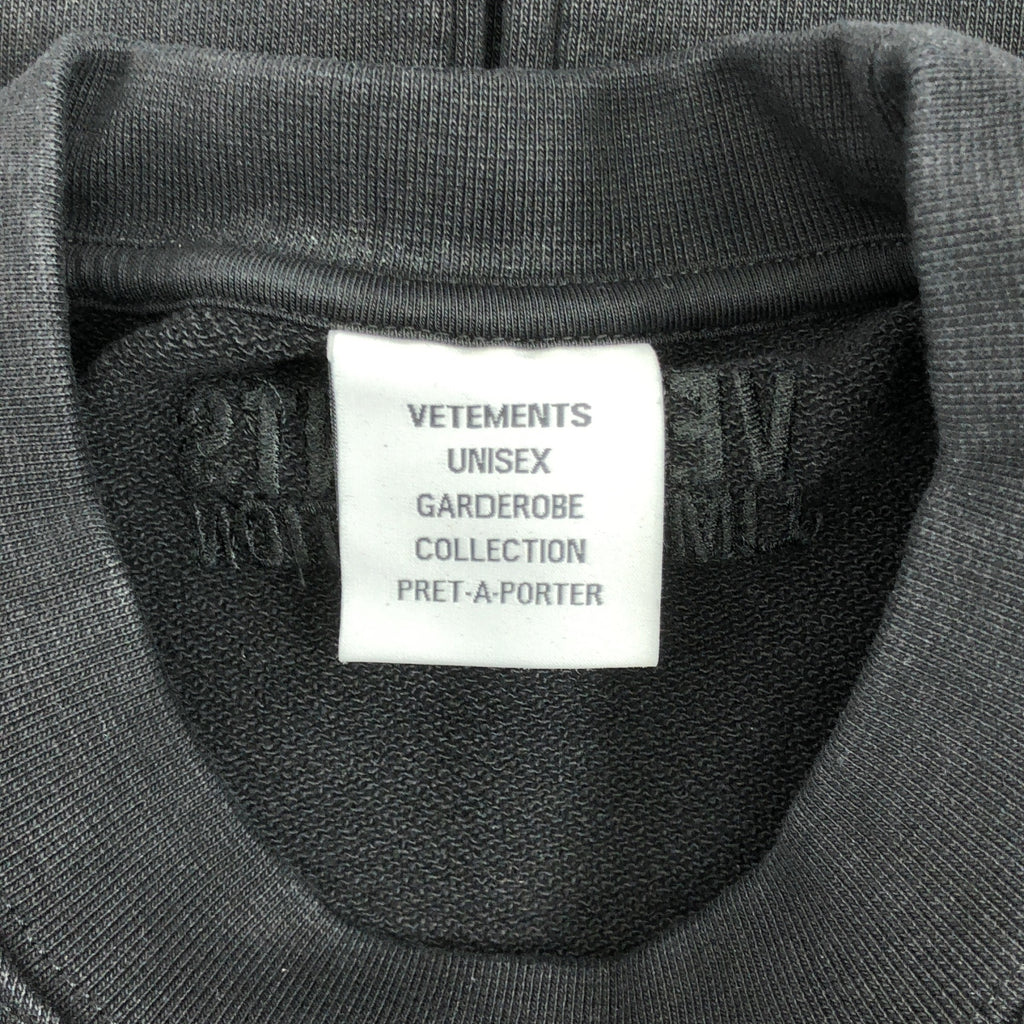 VETEMENTS
UNISEX
GARDEROBE
COLLECTION
PRET-A-PORTER